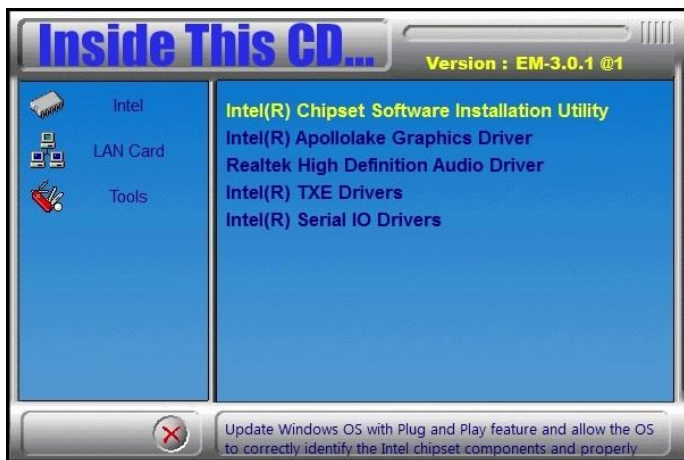 Inside This CD...
Version : EM-3.0.1 @1
Intel
LAN Card
Tools
Intel(R) Chipset Software Installation Utility
Intel(R) Apollolake Graphics Driver
Realtek High Definition Audio Driver
Intel(R) TXE Drivers
Intel(R) Serial IO Drivers
Update Windows OS with Plug and Play feature and allow the OS
to correctly identify the Intel chipset components and properly